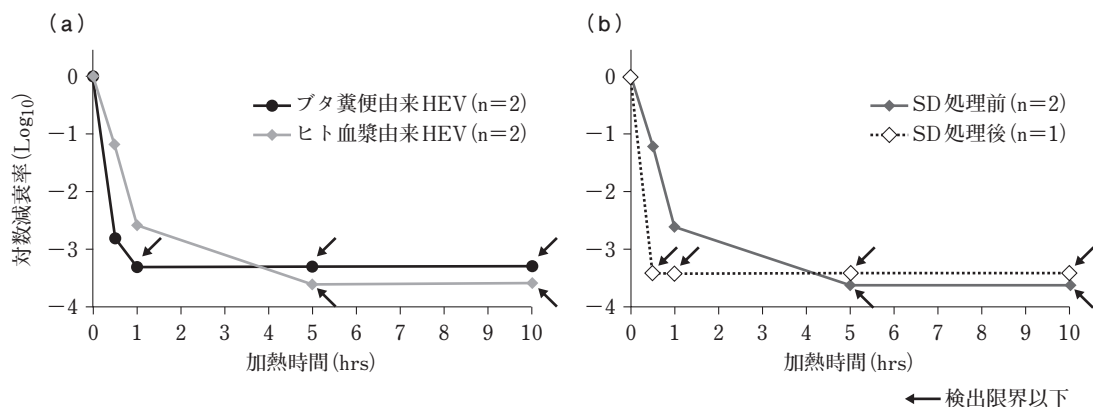 (a)
0
−1
−2
−3
−4
対数減衰率(Log10)
ブタ糞便由来HEV(n=2)
ヒト血漿由来HEV(n=2)
0 1 2 3 4 5 6 7 8 9 10
加熱時間(hrs)
(b)
0
−1
−2
−3
−4
SD処理前(n=2)
SD処理後(n=1)
0 1 2 3 4 5 6 7 8 9 10
加熱時間(hrs)
検出限界以下